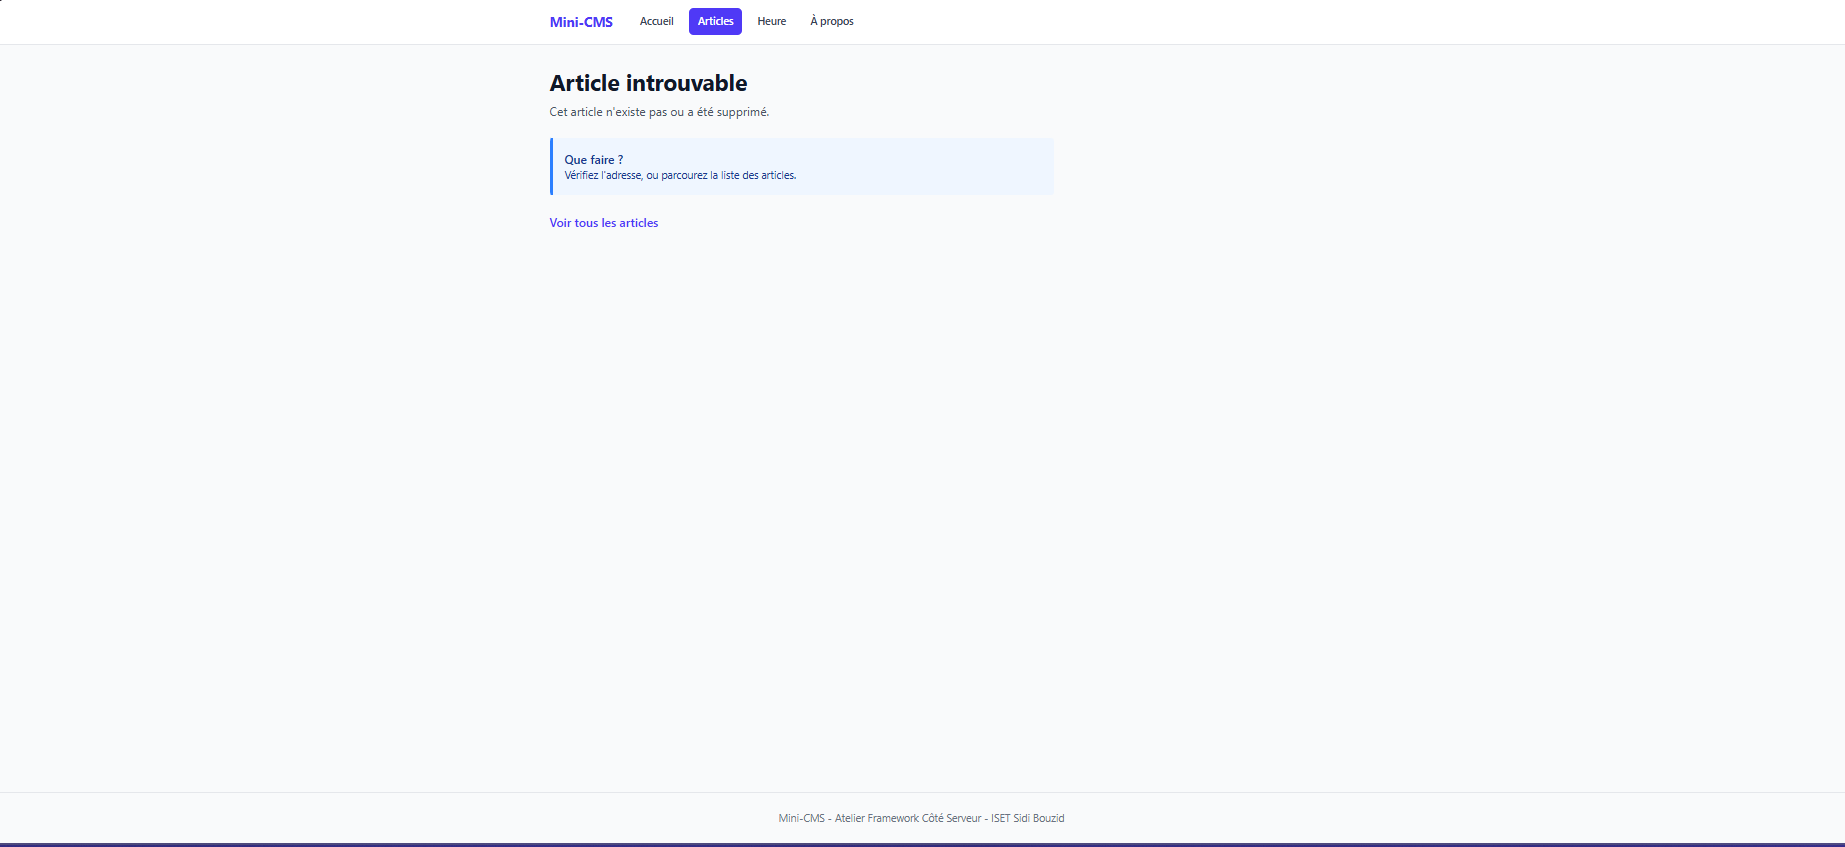 Mini-CMS Accueil Articles Heure À propos
Article introuvable
Cet article n'existe pas ou a été supprimé.
Que faire ?
Vérifiez l'adresse, ou parcourez la liste des articles.
Voir tous les articles
Mini-CMS - Atelier Framework Côté Serveur - ISET Sidi Bouzid